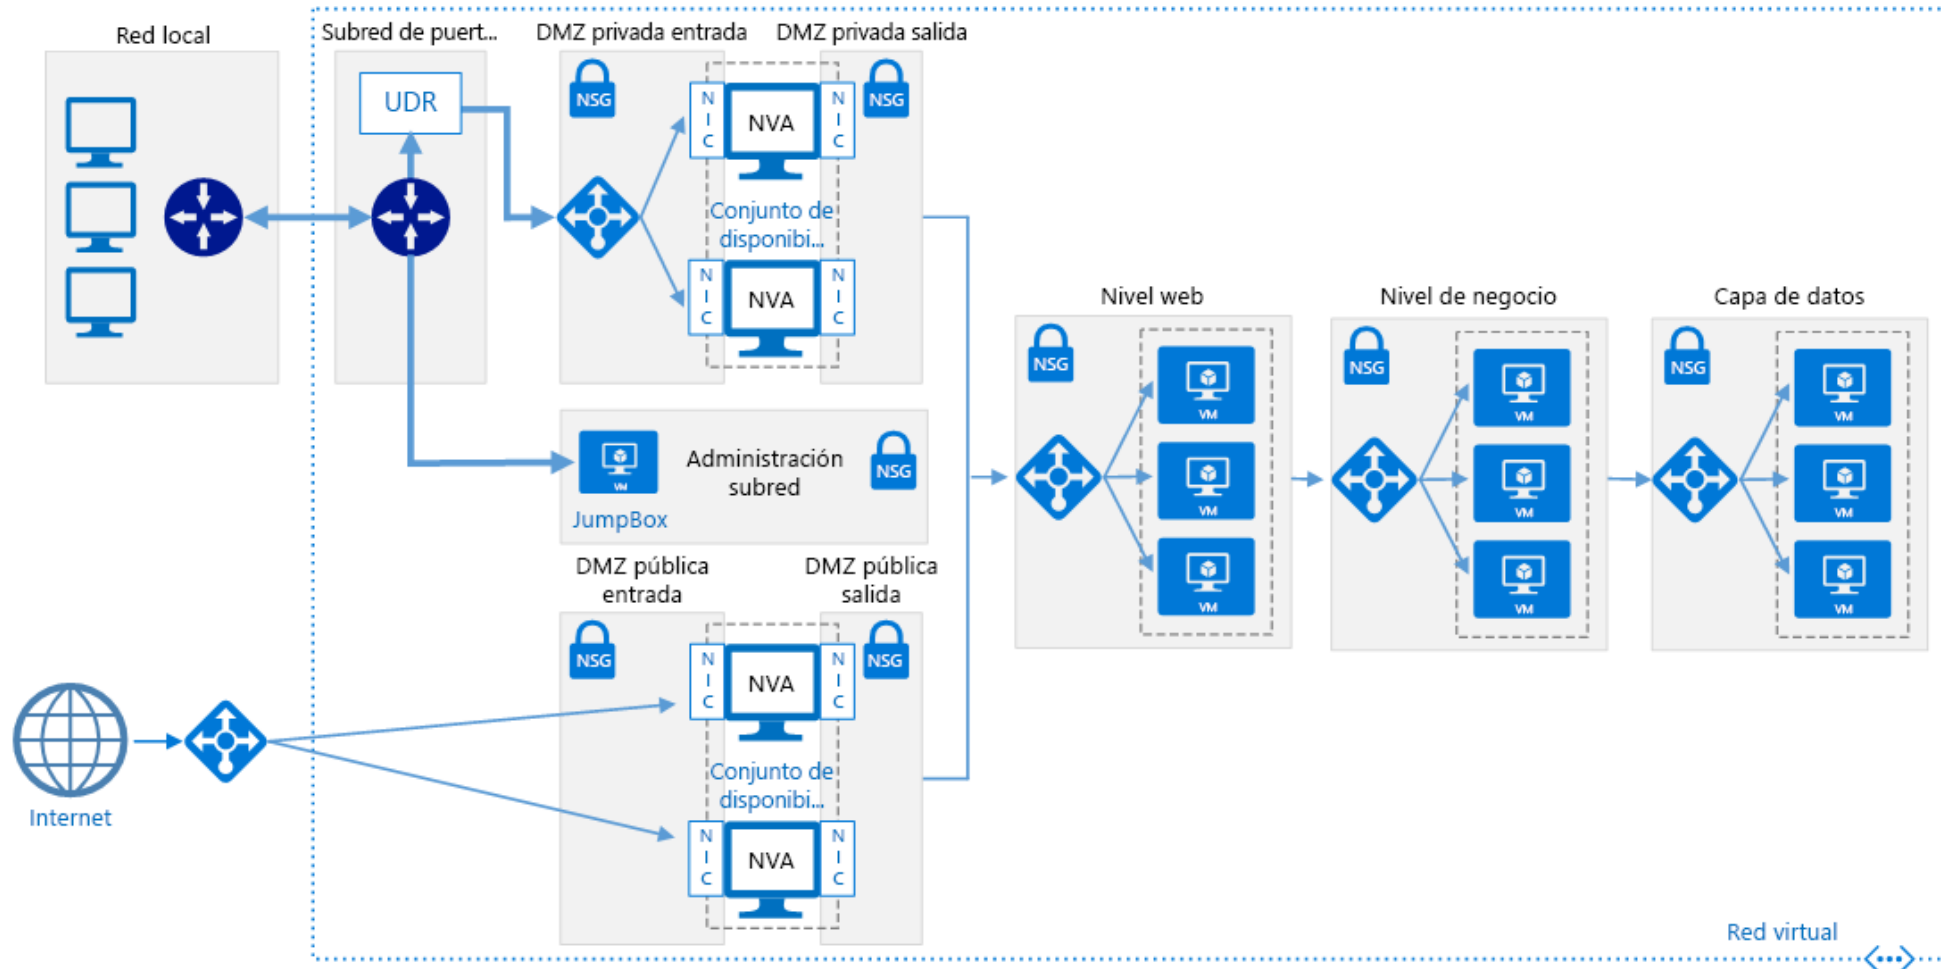 Red local
Subred de puert...
DMZ privada entrada
DMZ privada salida
UDR
NSG
NIC
NVA
NIC
NSG
Conjunto de
disponibi...
NIC
NVA
NIC
JumpBox
VM
Administración
subred
NSG
DMZ pública
entrada
DMZ pública
salida
NSG
NIC
NVA
NIC
NSG
Conjunto de
disponibi...
NIC
NVA
NIC
Internet
Nivel web
NSG
VM
VM
VM
Nivel de negocio
NSG
VM
VM
VM
Capa de datos
NSG
VM
VM
VM
Red virtual